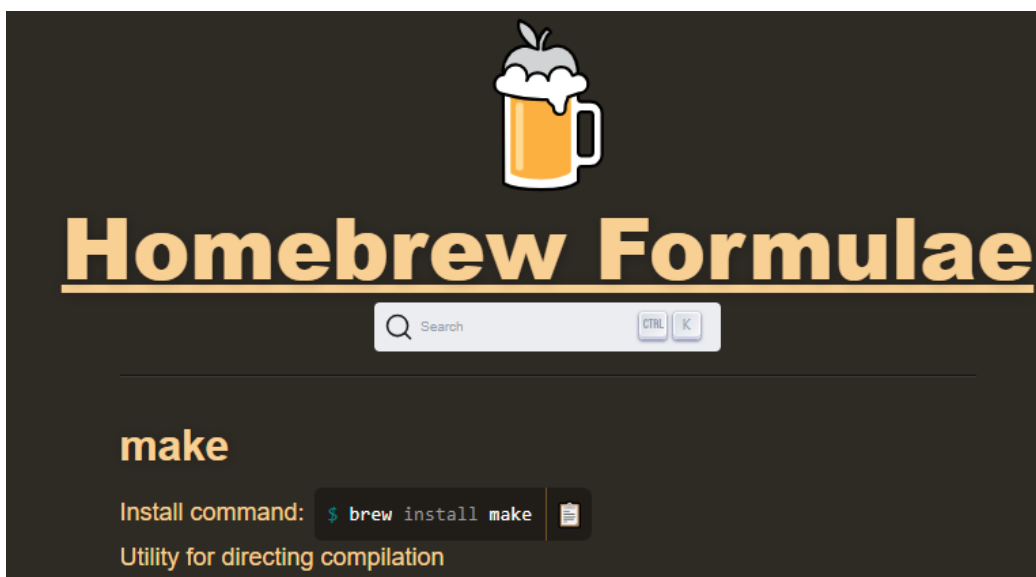 Homebrew Formulae
Search CTRL K
make
Install command: $ brew install make
Utility for directing compilation